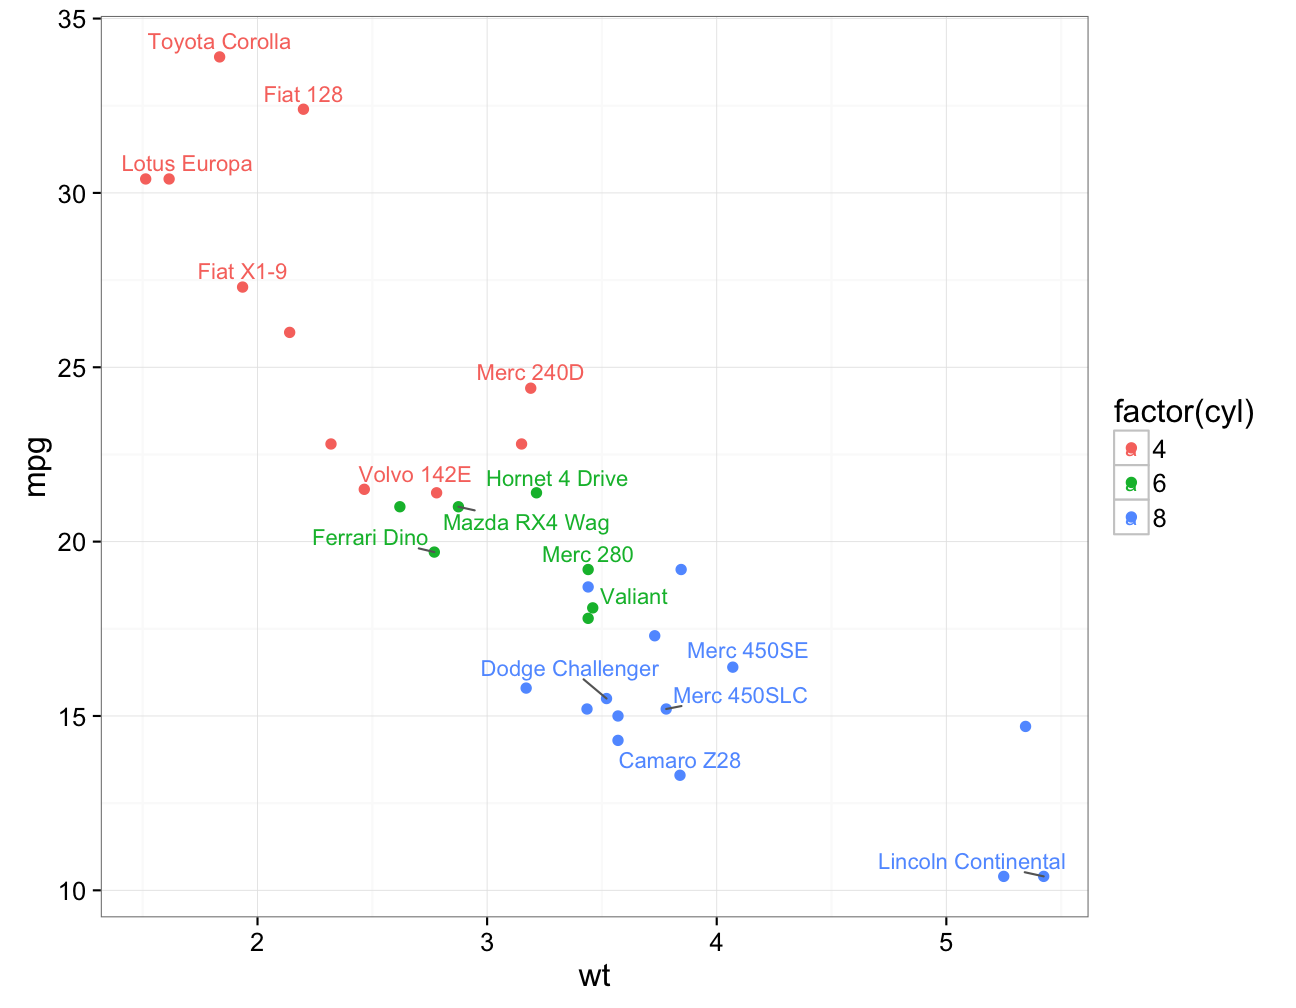 35
Toyota Corolla
Fiat 128
Lotus Europa
30
Fiat X1-9
25
Merc 240D
factor(cyl)
a 4
a 6
a 8
mpg
Volvo 142E
Hornet 4 Drive
Mazda RX4 Wag
Ferrari Dino
20
Merc 280
Valiant
Merc 450SE
Dodge Challenger
Merc 450SLC
15
Camaro Z28
Lincoln Continental
10
2 3 4 5
wt